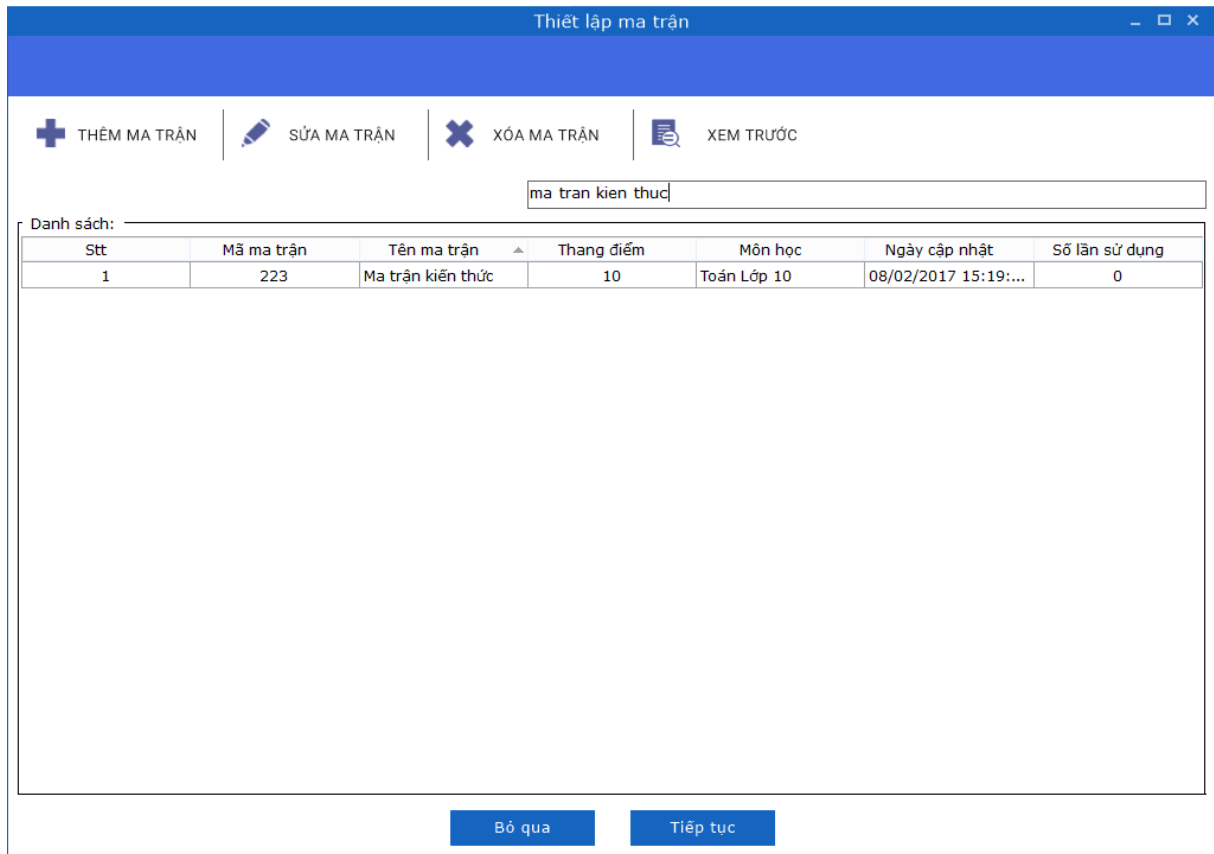 Thiết lập ma trận
THÊM MA TRẬN SỬA MA TRẬN XÓA MA TRẬN XEM TRƯỚC
ma tran kien thuc
Danh sách:
Stt Mã ma trận Tên ma trận Thang điểm Môn học Ngày cập nhật Số lần sử dụng
1 223 Ma trận kiến thức 10 Toán Lớp 10 08/02/2017 15:19:... 0
Bỏ qua Tiếp tục